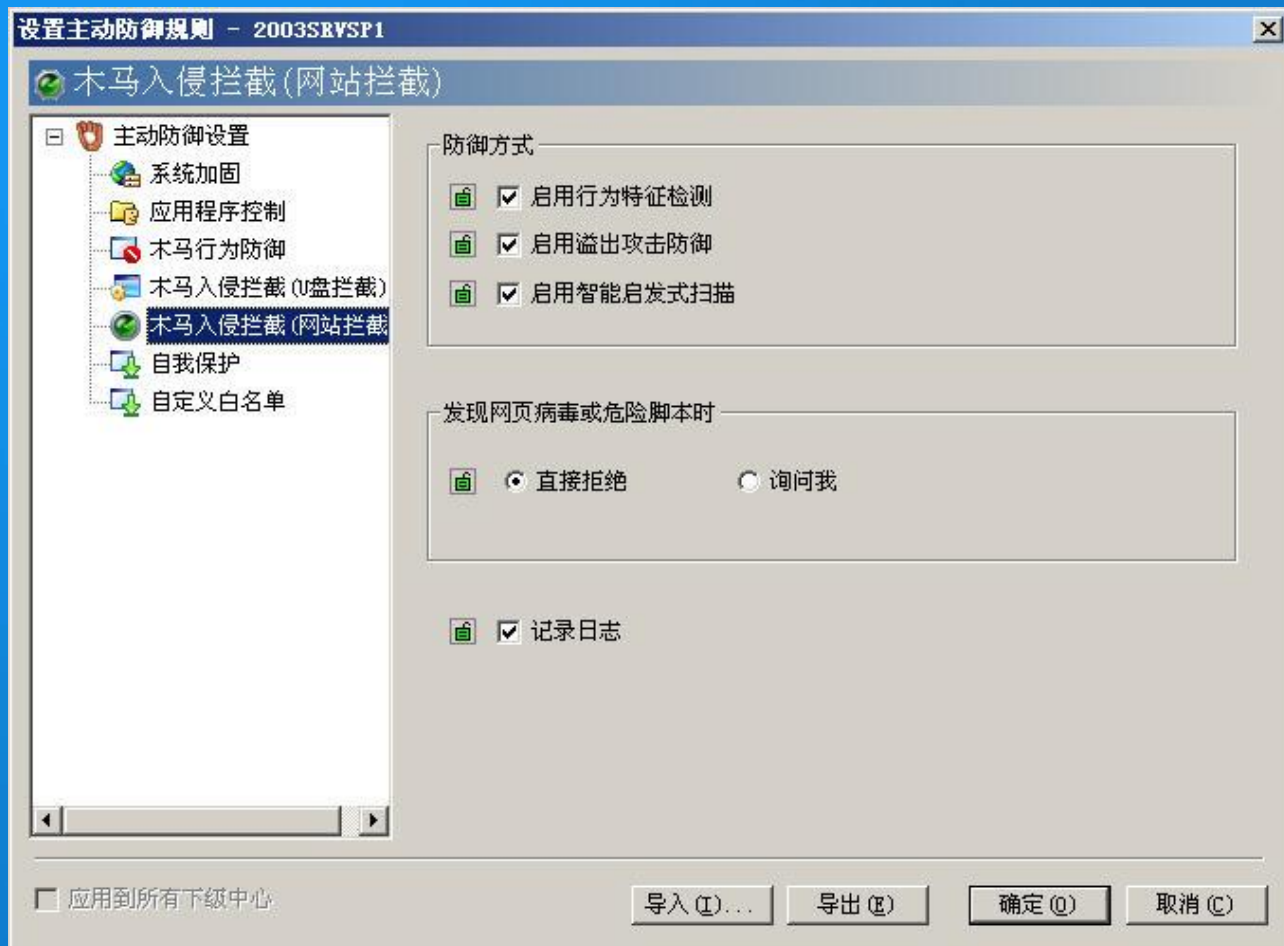 设置主动防御规则 - 2003SRVSP1
木马入侵拦截(网站拦截)
主动防御设置
系统加固
应用程序控制
木马行为防御
木马入侵拦截(U盘拦截)
木马入侵拦截(网站拦截
自我保护
自定义白名单
防御方式
启用行为特征检测
启用溢出攻击防御
启用智能启发式扫描
发现网页病毒或危险脚本时
直接拒绝 询问我
记录日志
应用到所有下级中心 导入(I)... 导出(E) 确定(O) 取消(C)